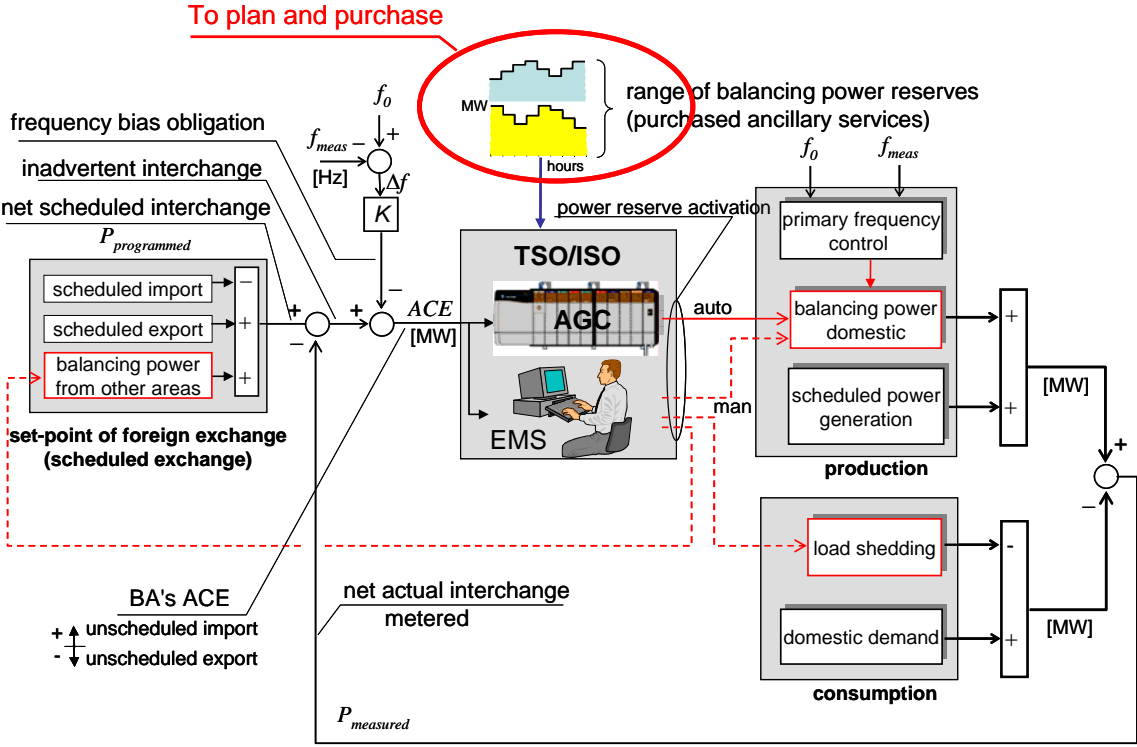 To plan and purchase
MW
hours
range of balancing power reserves
(purchased ancillary services)
f0
+
fmeas
−
[Hz]
Δf
K
−
frequency bias obligation
inadvertent interchange
net scheduled interchange
Pprogrammed
scheduled import
−
scheduled export
+
balancing power
from other areas
+
set-point of foreign exchange
(scheduled exchange)
+
−
+
ACE
[MW]
TSO/ISO
AGC
EMS
power reserve activation
auto
man
f0
fmeas
primary frequency
control
balancing power
domestic
scheduled power
generation
production
+
+
[MW]
+
−
load shedding
domestic demand
consumption
-
+
[MW]
BA's ACE
+ unscheduled import
- unscheduled export
net actual interchange
metered
Pmeasured